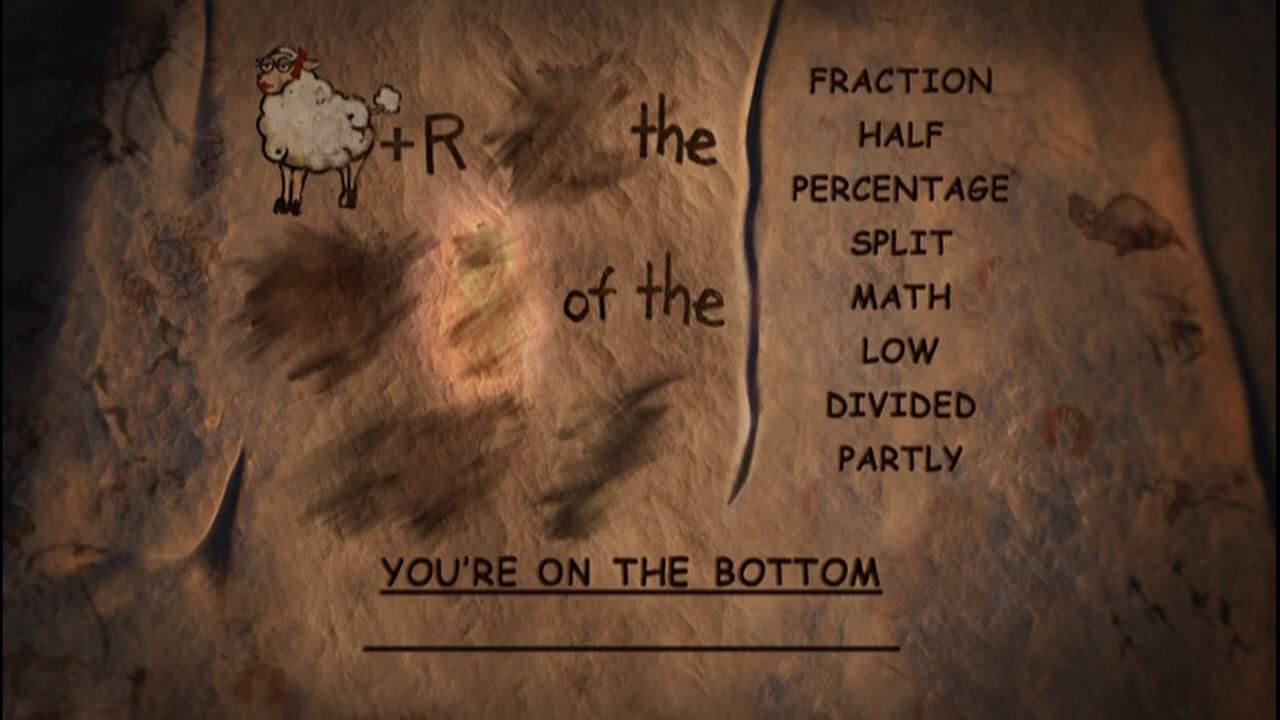 +R the
of the
FRACTION
HALF
PERCENTAGE
SPLIT
MATH
LOW
DIVIDED
PARTLY
YOU'RE ON THE BOTTOM